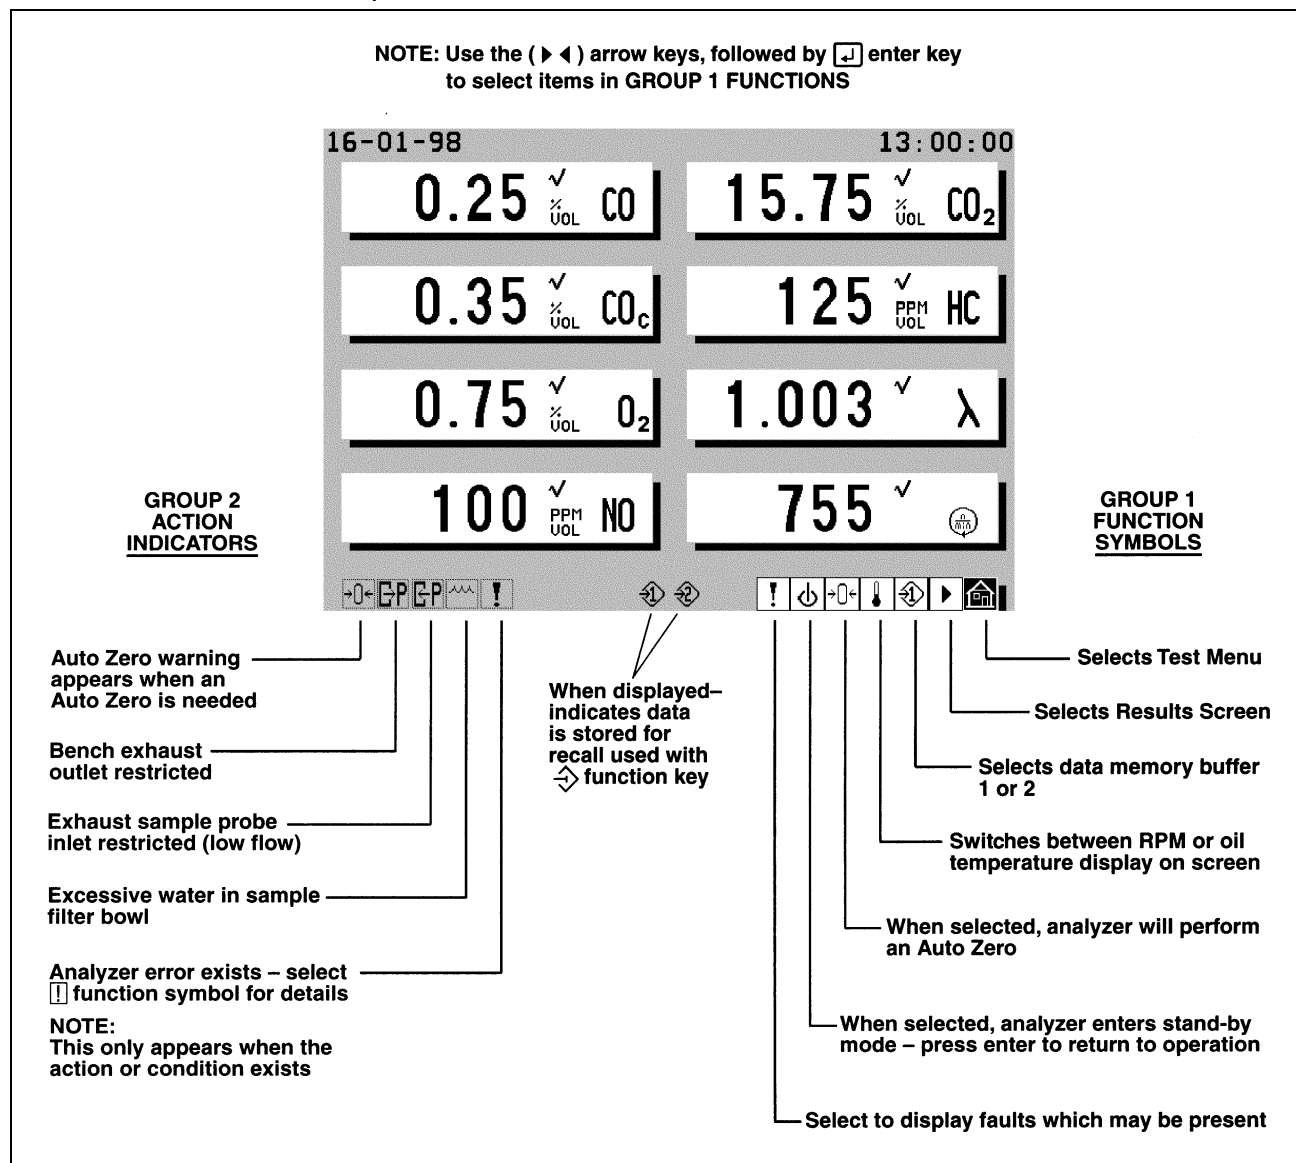 NOTE: Use the ( ▶ ◀ ) arrow keys, followed by ↵ enter key
to select items in GROUP 1 FUNCTIONS
16-01-98 13:00:00
0.25 √ % VOL CO
15.75 √ % VOL CO₂
0.35 √ % VOL COc
125 √ PPM VOL HC
0.75 √ % VOL O₂
1.003 √ λ
100 √ PPM VOL NO
755 √ n/min
GROUP 2
ACTION
INDICATORS
GROUP 1
FUNCTION
SYMBOLS
→0← P P ! 1 2 ! →0← 1 ▶
Auto Zero warning
appears when an
Auto Zero is needed
Bench exhaust
outlet restricted
Exhaust sample probe
inlet restricted (low flow)
Excessive water in sample
filter bowl
Analyzer error exists – select
! function symbol for details
NOTE:
This only appears when the
action or condition exists
When displayed–
indicates data
is stored for
recall used with
function key
Selects Test Menu
Selects Results Screen
Selects data memory buffer
1 or 2
Switches between RPM or oil
temperature display on screen
When selected, analyzer will perform
an Auto Zero
When selected, analyzer enters stand-by
mode – press enter to return to operation
Select to display faults which may be present